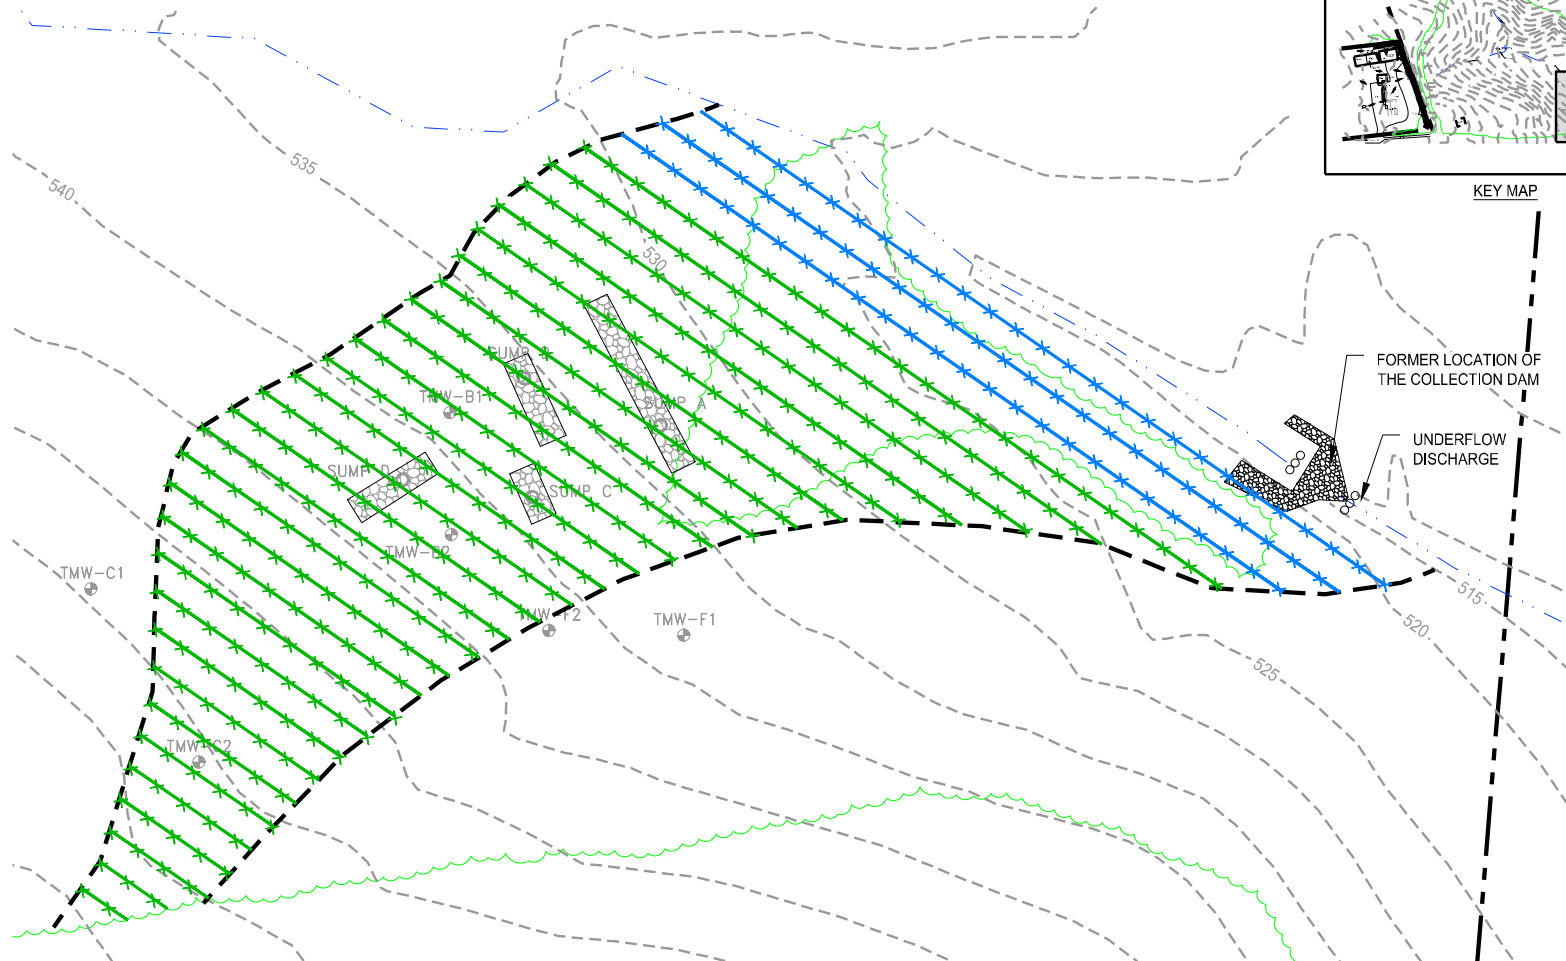 KEY MAP
535
540
530
SUMP B
TMW-B1
SUMP A
FORMER LOCATION OF
THE COLLECTION DAM
UNDERFLOW
DISCHARGE
SUMP D
SUMP C
TMW-B2
TMW-C1
TMW-F2
TMW-F1
515
520
525
TMW-C2